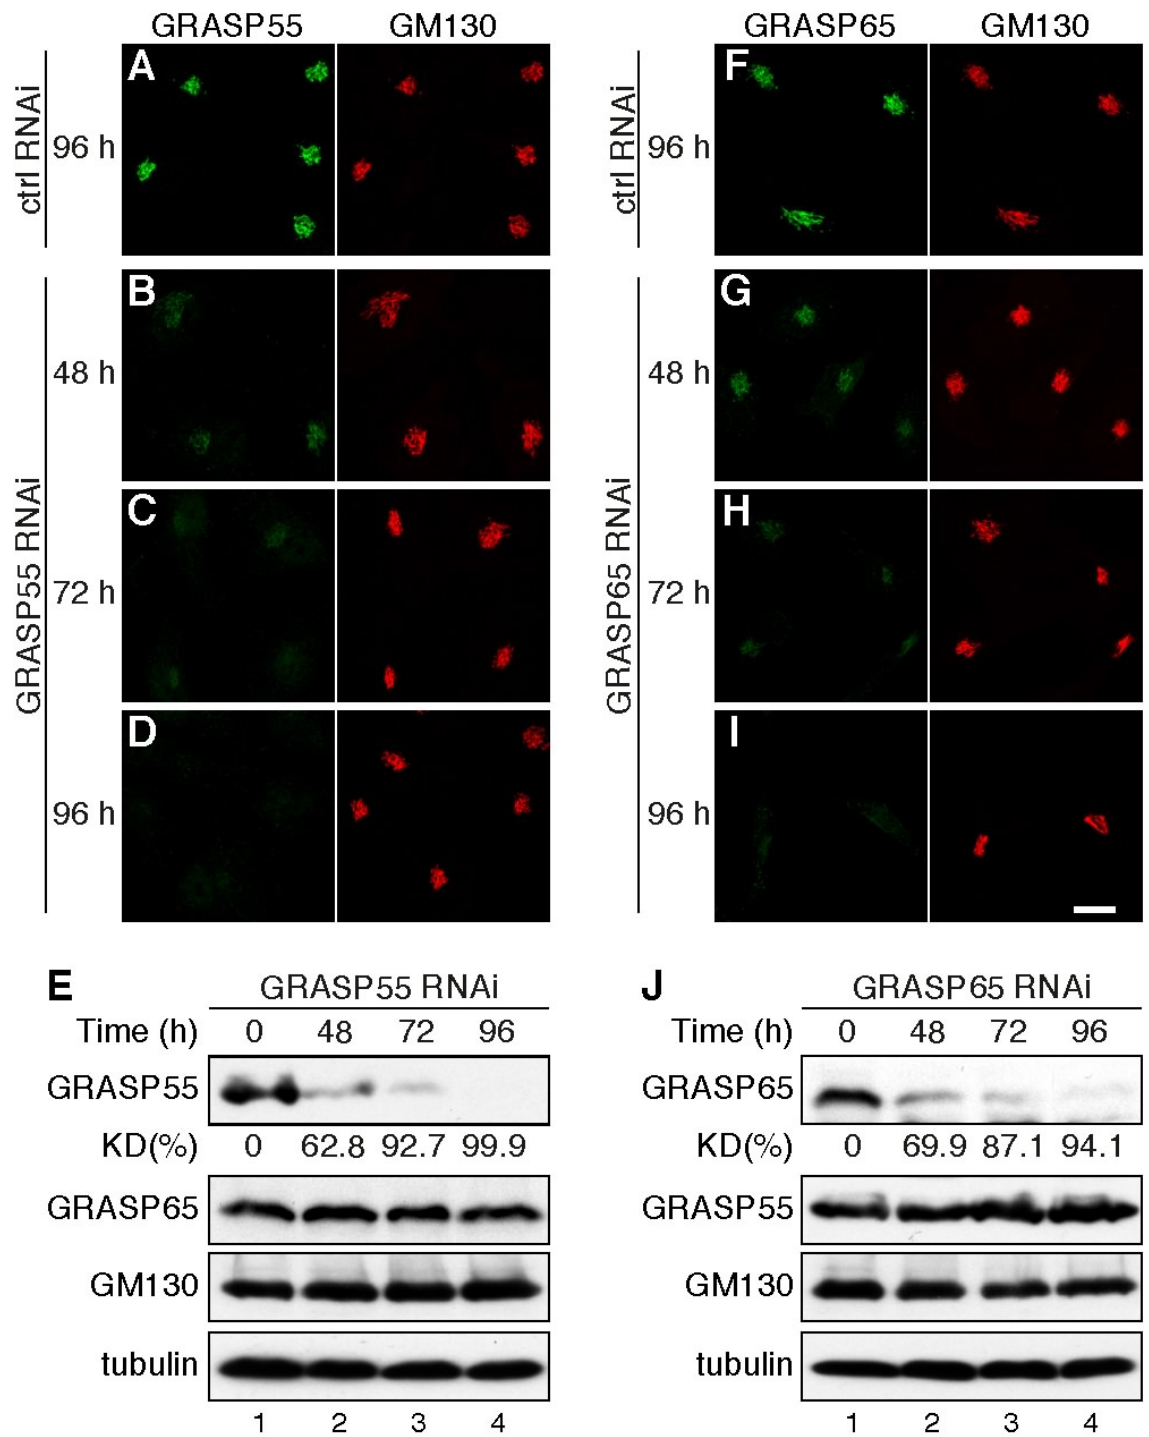 GRASP55 GM130
ctrl RNAi
96 h
A
GRASP55 RNAi
48 h
B
72 h
C
96 h
D
GRASP65 GM130
ctrl RNAi
96 h
F
GRASP65 RNAi
48 h
G
72 h
H
96 h
I
E
GRASP55 RNAi
Time (h) 0 48 72 96
GRASP55
KD(%) 0 62.8 92.7 99.9
GRASP65
GM130
tubulin
1 2 3 4
J
GRASP65 RNAi
Time (h) 0 48 72 96
GRASP65
KD(%) 0 69.9 87.1 94.1
GRASP55
GM130
tubulin
1 2 3 4